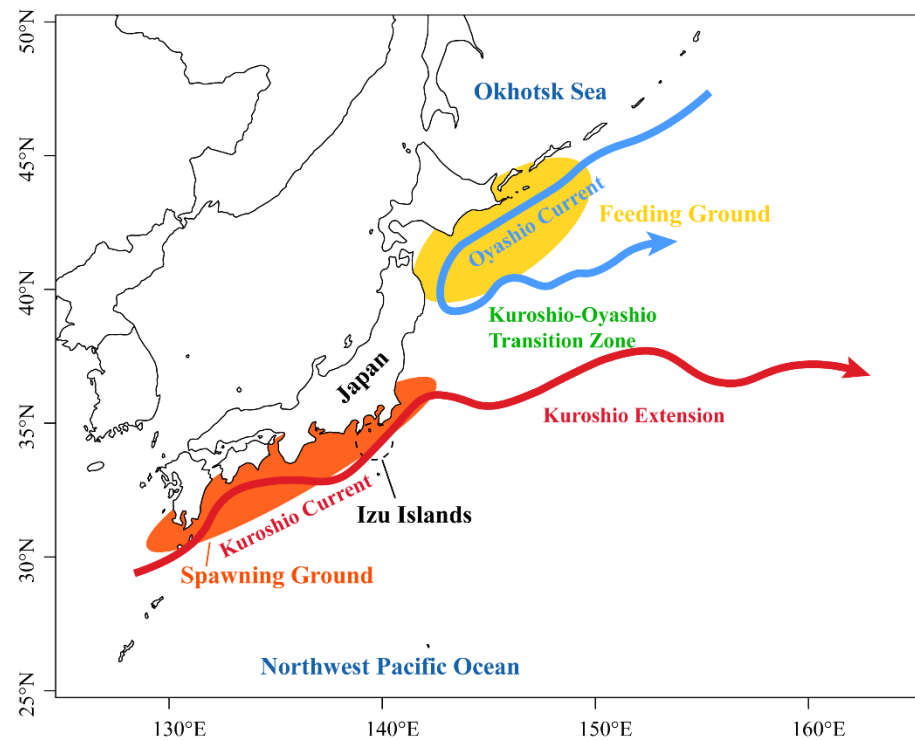 50°N
Okhotsk Sea
45°N
Feeding Ground
Oyashio Current
40°N
Kuroshio-Oyashio
Transition Zone
Japan
Kuroshio Extension
35°N
Izu Islands
Kuroshio Current
30°N
Spawning Ground
Northwest Pacific Ocean
25°N
130°E
140°E
150°E
160°E